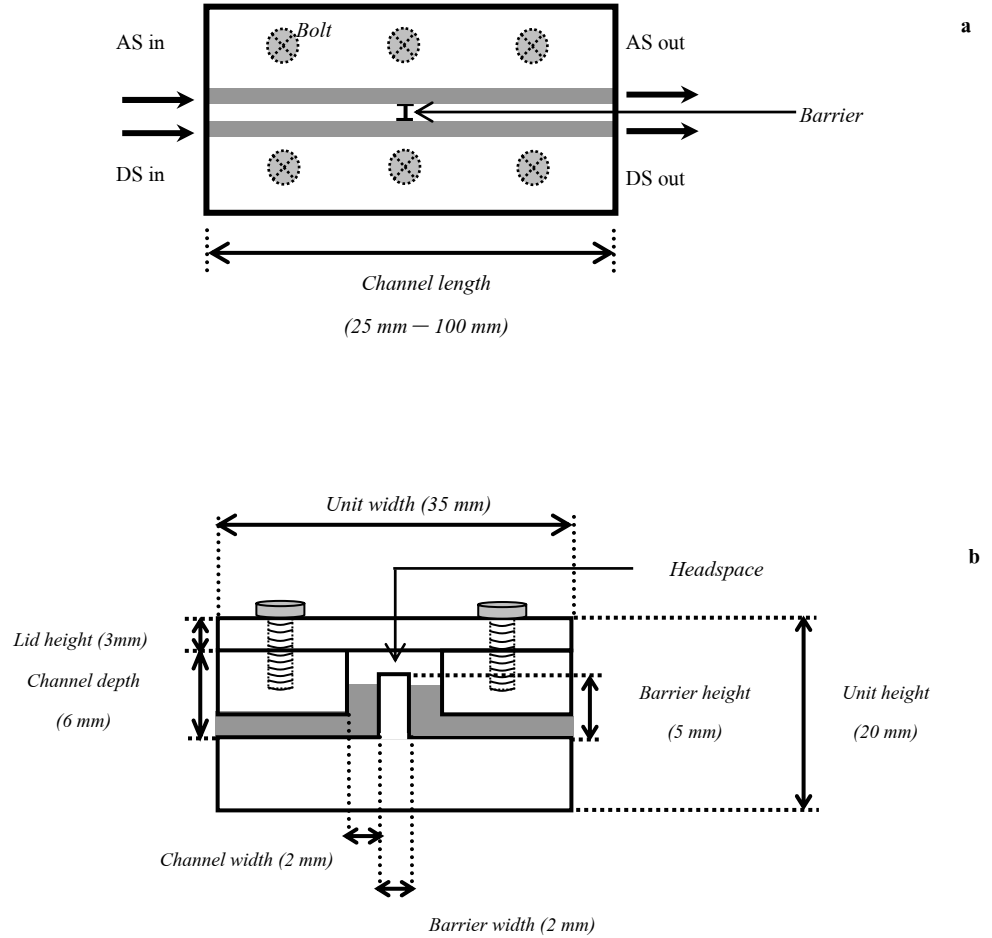 a
Bolt
AS in
AS out
Barrier
DS in
DS out
Channel length
(25 mm — 100 mm)
Unit width (35 mm)
b
Headspace
Lid height (3mm)
Channel depth
(6 mm)
Barrier height
(5 mm)
Unit height
(20 mm)
Channel width (2 mm)
Barrier width (2 mm)